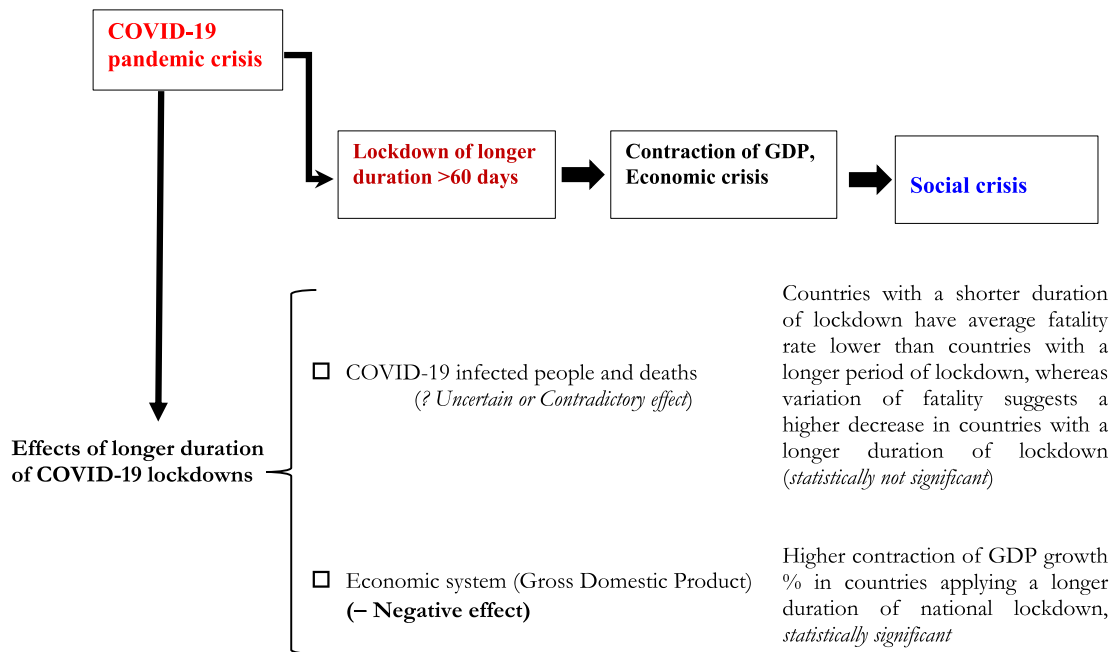 COVID-19
pandemic crisis
Lockdown of longer
duration >60 days
Contraction of GDP,
Economic crisis
Social crisis
Effects of longer duration
of COVID-19 lockdowns
COVID-19 infected people and deaths
(? Uncertain or Contradictory effect)
Countries with a shorter duration
of lockdown have average fatality
rate lower than countries with a
longer period of lockdown, whereas
variation of fatality suggests a
higher decrease in countries with a
longer duration of lockdown
(statistically not significant)
Economic system (Gross Domestic Product)
(– Negative effect)
Higher contraction of GDP growth
% in countries applying a longer
duration of national lockdown,
statistically significant